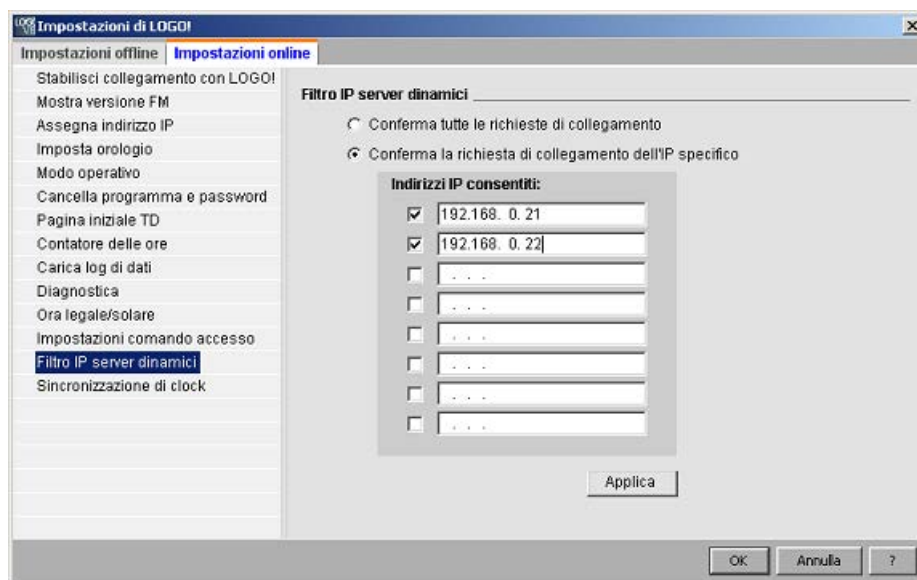 Impostazioni di LOGO!
Impostazioni offline
Impostazioni online
Stabilisci collegamento con LOGO!
Mostra versione FM
Assegna indirizzo IP
Imposta orologio
Modo operativo
Cancella programma e password
Pagina iniziale TD
Contatore delle ore
Carica log di dati
Diagnostica
Ora legale/solare
Impostazioni comando accesso
Filtro IP server dinamici
Sincronizzazione di clock
Filtro IP server dinamici
Conferma tutte le richieste di collegamento
Conferma la richiesta di collegamento dell'IP specifico
Indirizzi IP consentiti:
192.168. 0. 21
192.168. 0. 22
. . .
. . .
. . .
. . .
. . .
. . .
Applica
OK
Annulla
?